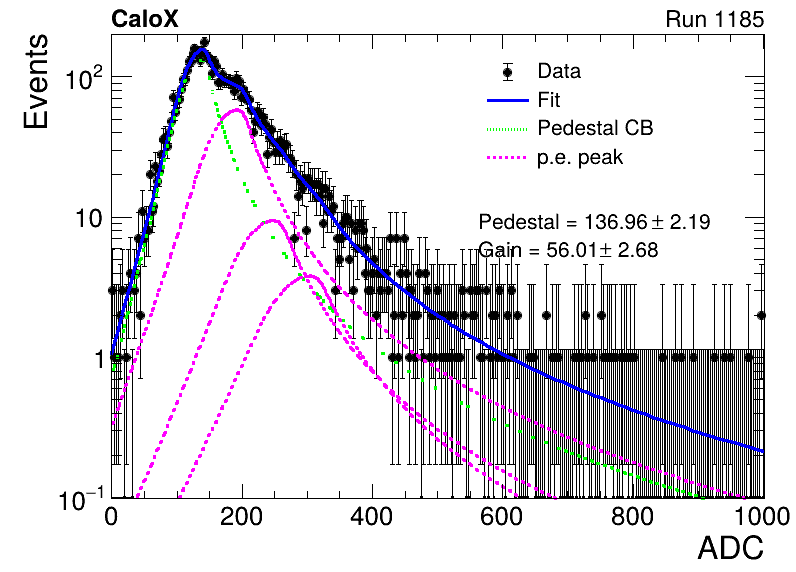 CaloX Run 1185
Events
Data
Fit
Pedestal CB
p.e. peak
Pedestal = 136.96 ± 2.19
Gain = 56.01 ± 2.68
10²
10
1
10⁻¹
0 200 400 600 800 1000
ADC